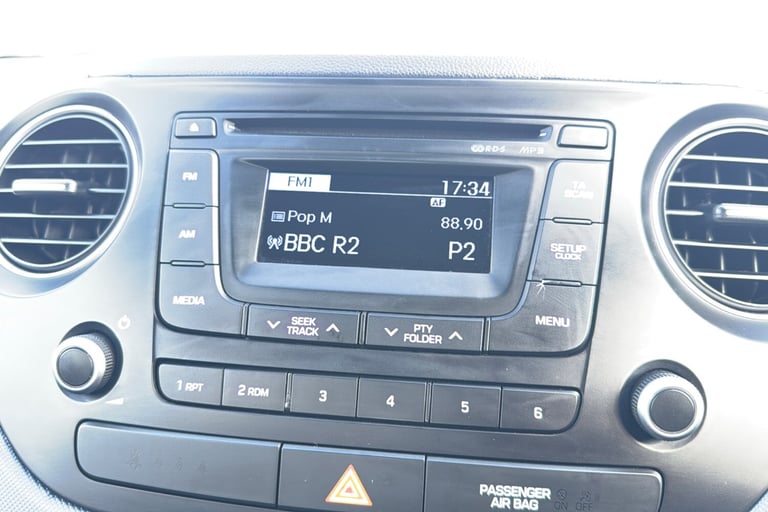 R·D·S MP3
FM
FM1 17:34
TA
SCAN
AF
Pop M 88.90
AM
BBC R2 P2
SETUP
CLOCK
MEDIA
SEEK
TRACK
PTY
FOLDER
MENU
1 RPT 2 RDM 3 4 5 6
PASSENGER
AIR BAG
ON OFF